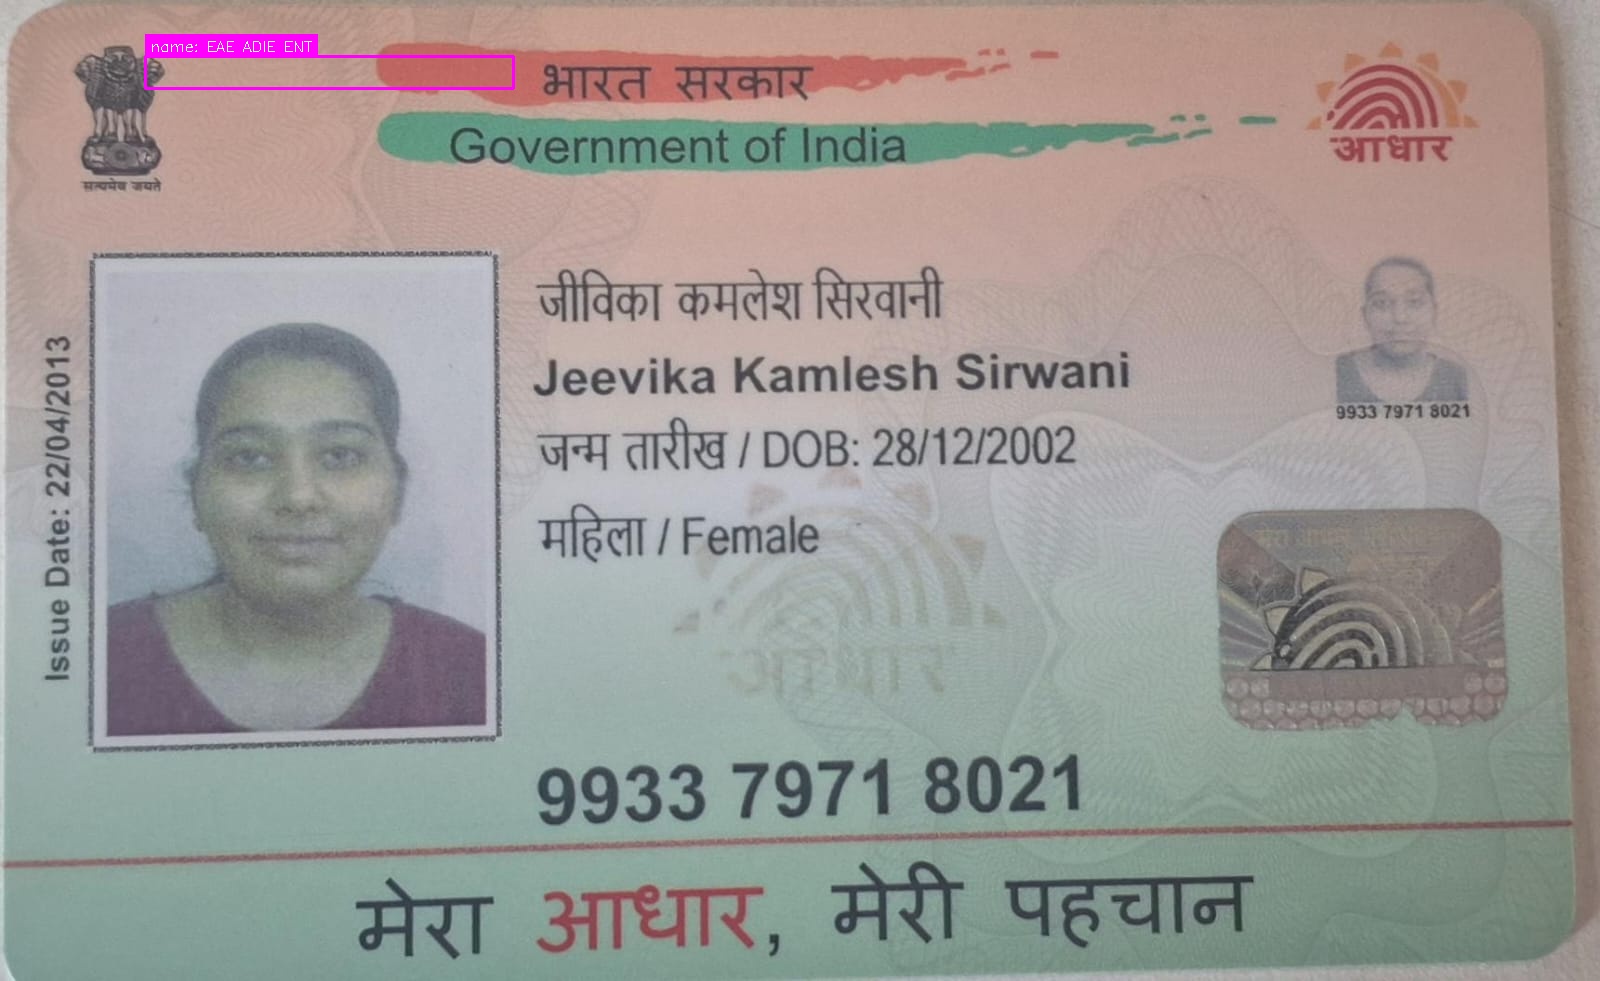 name: EAE ADIE ENT
भारत सरकार
Government of India
सत्यमेव जयते
आधार
Issue Date: 22/04/2013
जीविका कमलेश सिरवानी
Jeevika Kamlesh Sirwani
जन्म तारीख / DOB: 28/12/2002
महिला / Female
9933 7971 8021
आधार
9933 7971 8021
मेरा आधार, मेरी पहचान